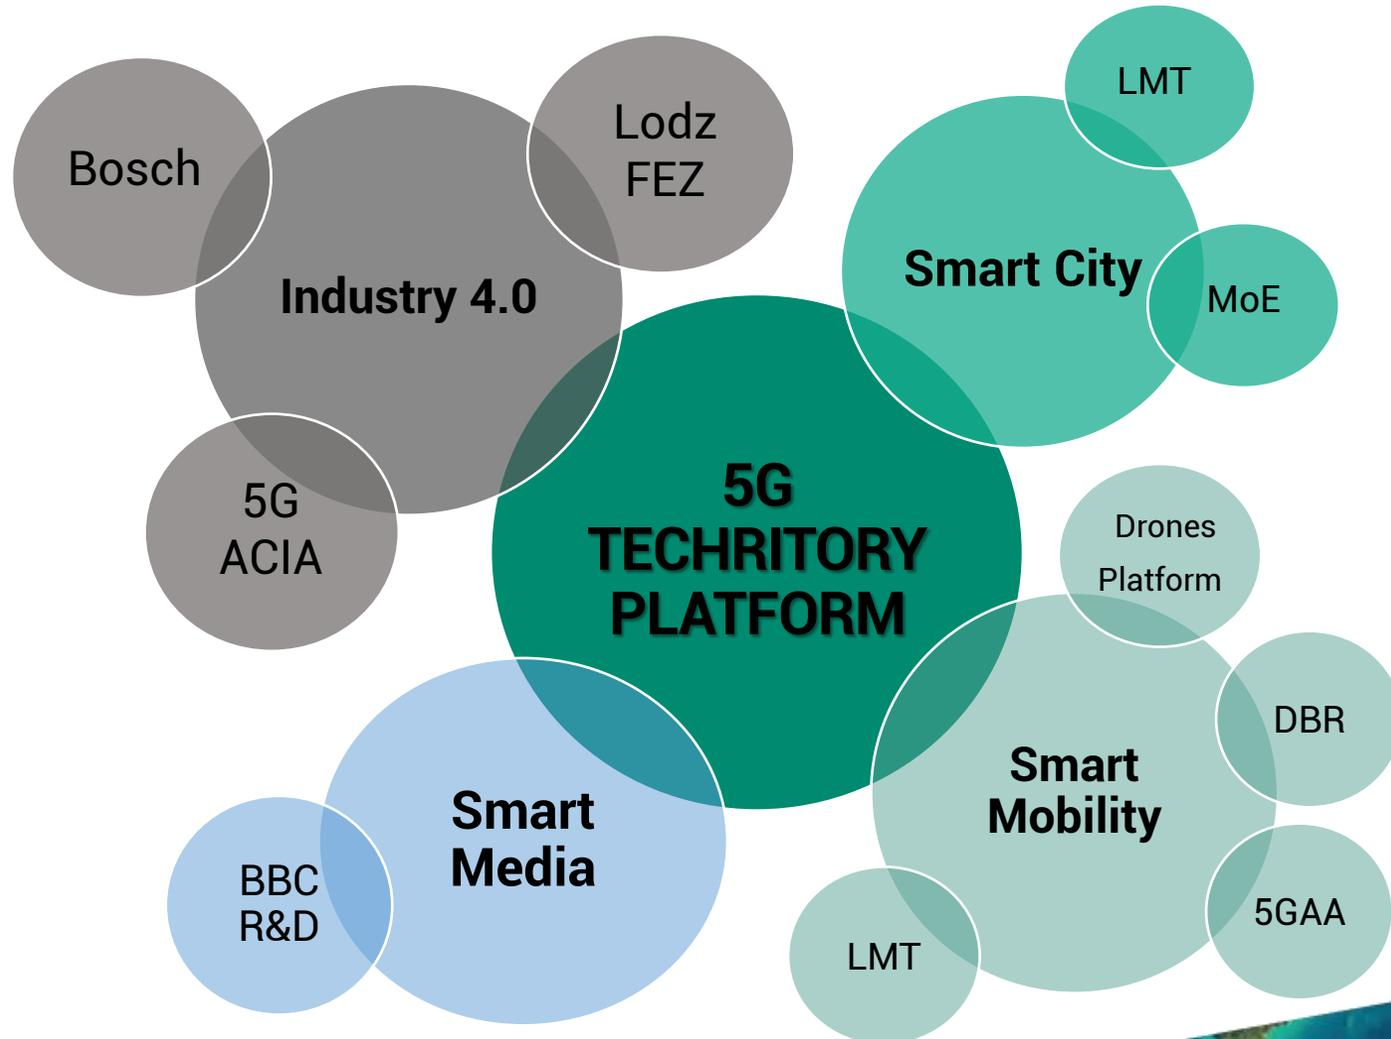 LMT
Bosch
Lodz
FEZ
Smart City
Industry 4.0
MoE
5G
TECHRITORY
PLATFORM
5G
ACIA
Drones
Platform
DBR
Smart
Mobility
Smart
Media
BBC
R&D
5GAA
LMT